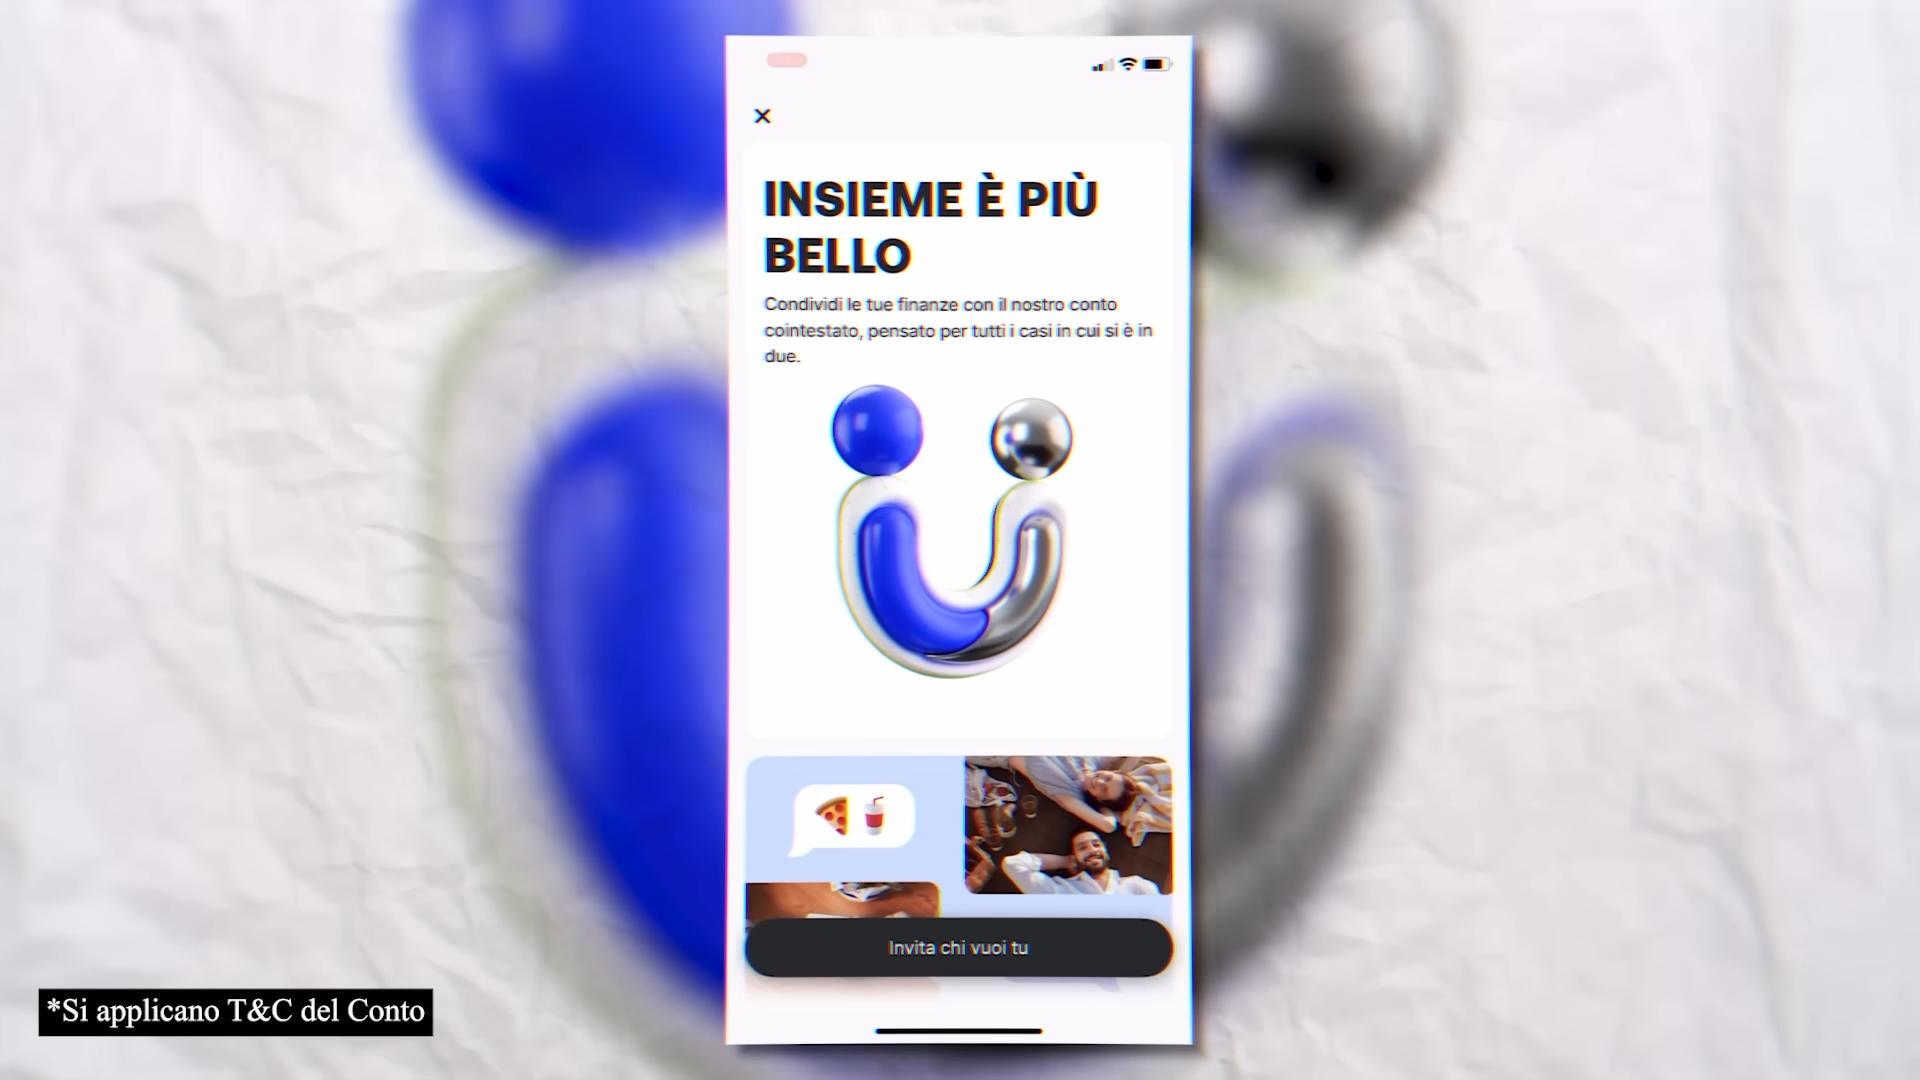 INSIEME È PIÙ
BELLO
Condividi le tue finanze con il nostro conto
cointestato, pensato per tutti i casi in cui si è in
due.
Invita chi vuoi tu
*Si applicano T&C del Conto